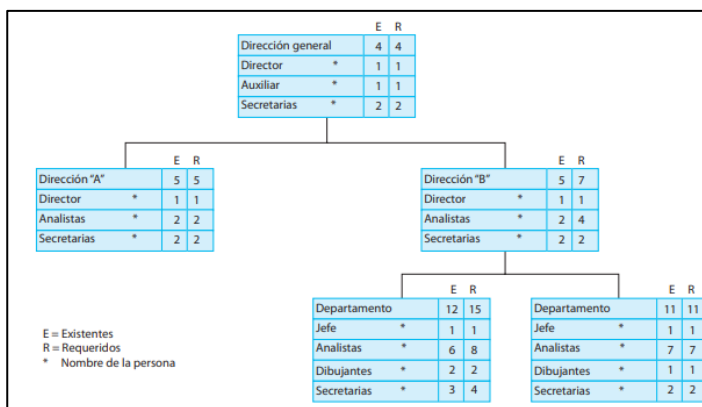 E R
Dirección general 4 4
Director * 1 1
Auxiliar * 1 1
Secretarias * 2 2
E R
Dirección "A" 5 5
Director * 1 1
Analistas * 2 2
Secretarias * 2 2
E R
Dirección "B" 5 7
Director * 1 1
Analistas * 2 4
Secretarias * 2 2
E R
Departamento 12 15
Jefe * 1 1
Analistas * 6 8
Dibujantes * 2 2
Secretarias * 3 4
E R
Departamento 11 11
Jefe * 1 1
Analistas * 7 7
Dibujantes * 1 1
Secretarias * 2 2
E = Existentes
R = Requeridos
* Nombre de la persona